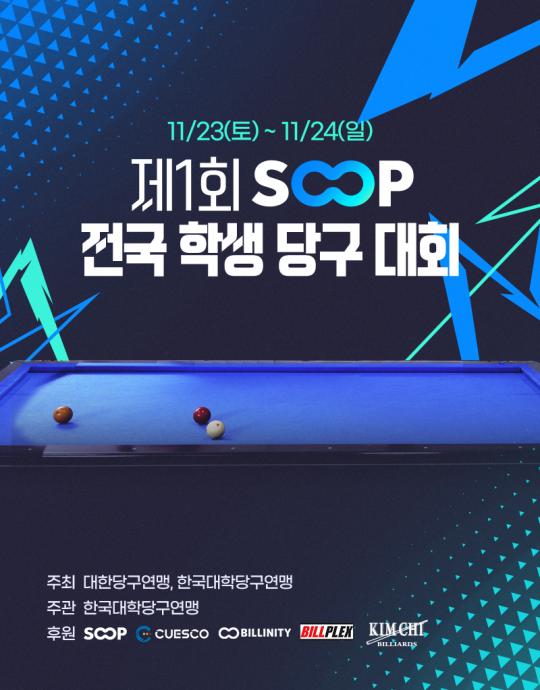 11/23(토) ~ 11/24(일)
제1회 SOOP
전국 학생 당구 대회
주최 대한당구연맹, 한국대학당구연맹
주관 한국대학당구연맹
후원 SOOP CUESCO BILLINITY BILLPLEX KIM CHI BILLIARDS